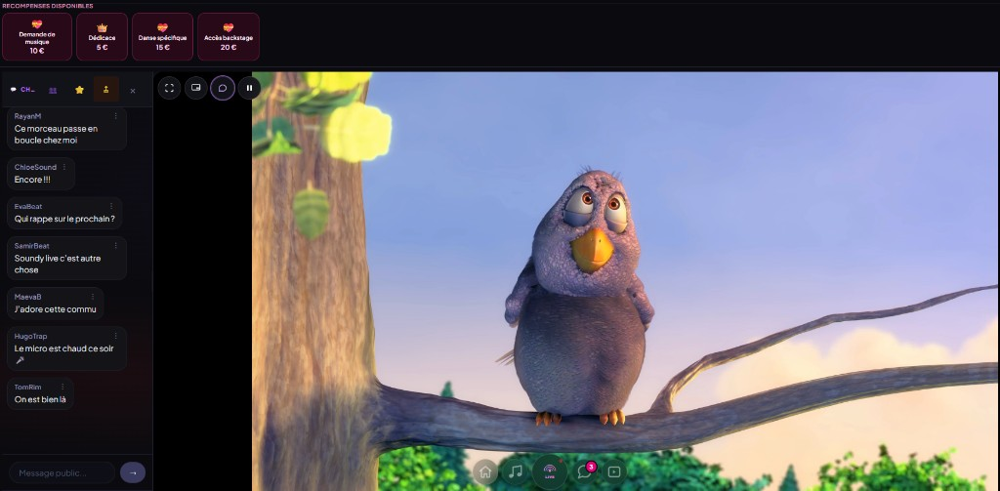 RÉCOMPENSES DISPONIBLES
Demande de
musique
10 €
Dédicace
5 €
Danse spécifique
15 €
Accès backstage
20 €
CH...
RayanM
Ce morceau passe en
boucle chez moi
ChloeSound
Encore !!!
EvaBeat
Qui rappe sur le prochain ?
SamirBeat
Soundy live c'est autre
chose
MaevaB
J'adore cette commu
HugoTrap
Le micro est chaud ce soir
TomRim
On est bien là
Message public...
LIVE
3